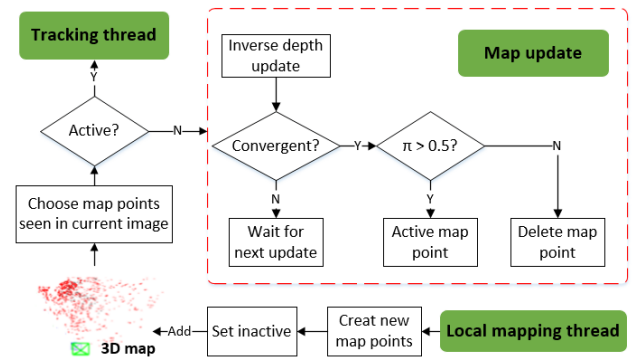 Tracking thread
Y
Active?
N
Choose map points
seen in current image
3D map
Inverse depth
update
Map update
Convergent?
Y
π > 0.5?
N
N
Y
Wait for
next update
Active map
point
Delete map
point
Add
Set inactive
Creat new
map points
Local mapping thread